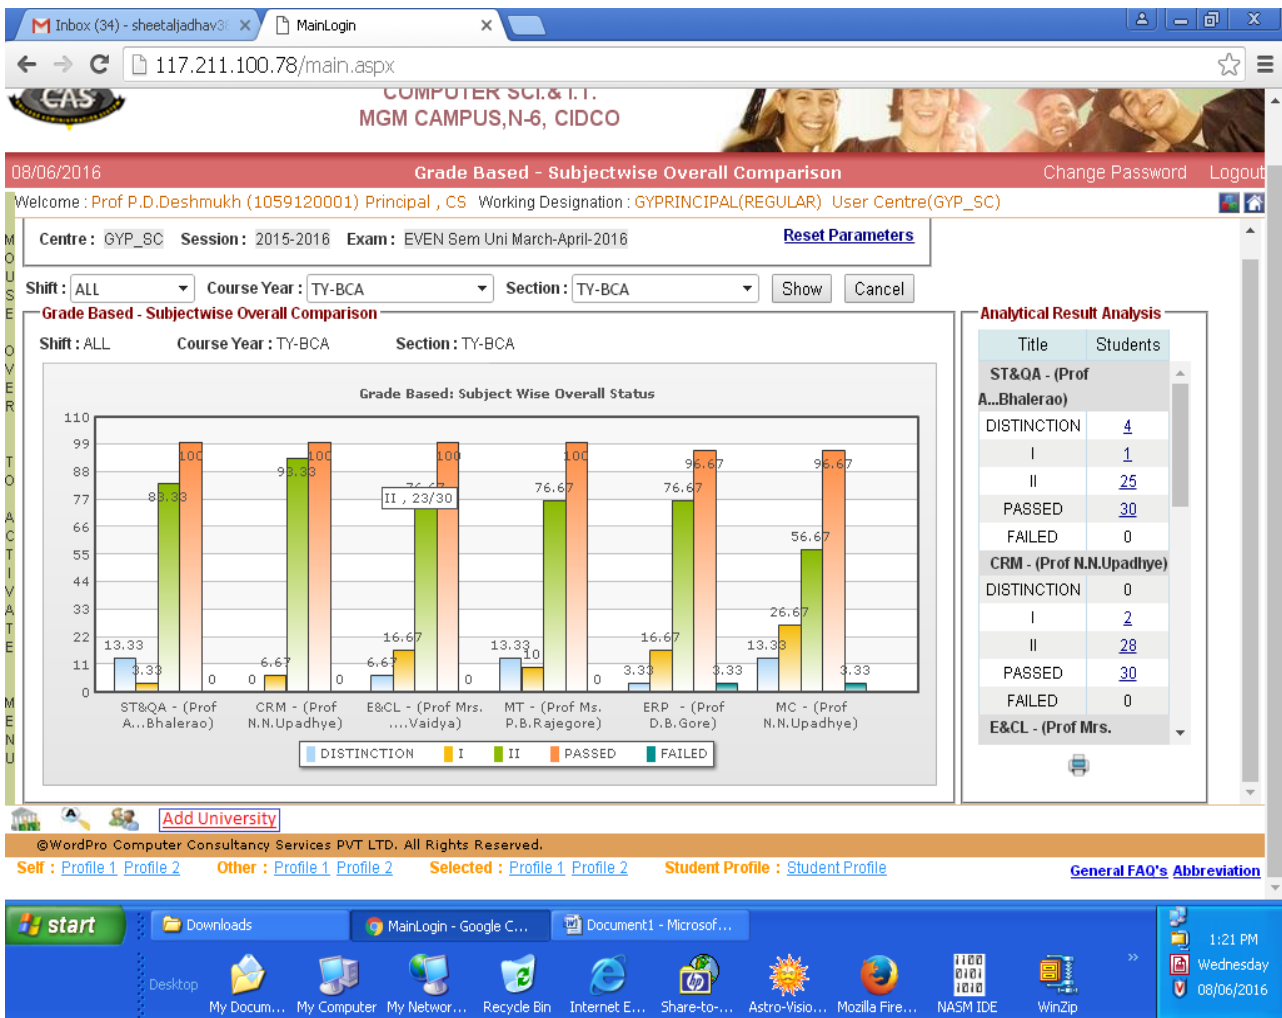 Inbox (34) - sheetaljadhav38
MainLogin
117.211.100.78/main.aspx
CAS
COMPUTER SCI.& I.T.
MGM CAMPUS,N-6, CIDCO
08/06/2016 Grade Based - Subjectwise Overall Comparison Change Password Logout
Welcome : Prof P.D.Deshmukh (1059120001) Principal , CS Working Designation : GYPRINCIPAL(REGULAR) User Centre(GYP_SC)
MOUSE OVER TO ACTIVATE MENU
Centre : GYP_SC Session : 2015-2016 Exam : EVEN Sem Uni March-April-2016 Reset Parameters
Shift : ALL Course Year : TY-BCA Section : TY-BCA Show Cancel
Grade Based - Subjectwise Overall Comparison
Shift : ALL Course Year : TY-BCA Section : TY-BCA
Grade Based: Subject Wise Overall Status
110
99
88
77
66
55
44
33
22
11
0
13.33 3.33 83.33 100 0
0 6.67 93.33 100 0
6.67 16.67 76.67 100 0
II , 23/30
13.33 10 76.67 100 0
3.33 16.67 76.67 96.67 3.33
13.33 26.67 56.67 96.67 3.33
ST&QA - (Prof A...Bhalerao)
CRM - (Prof N.N.Upadhye)
E&CL - (Prof Mrs. ....Vaidya)
MT - (Prof Ms. P.B.Rajegore)
ERP - (Prof D.B.Gore)
MC - (Prof N.N.Upadhye)
DISTINCTION I II PASSED FAILED
Analytical Result Analysis
Title Students
ST&QA - (Prof
A...Bhalerao)
DISTINCTION 4
I 1
II 25
PASSED 30
FAILED 0
CRM - (Prof N.N.Upadhye)
DISTINCTION 0
I 2
II 28
PASSED 30
FAILED 0
E&CL - (Prof Mrs.
Add University
©WordPro Computer Consultancy Services PVT LTD. All Rights Reserved.
Self : Profile 1 Profile 2 Other : Profile 1 Profile 2 Selected : Profile 1 Profile 2 Student Profile : Student Profile General FAQ's Abbreviation
start Downloads MainLogin - Google C... Document1 - Microsof...
1:21 PM
Wednesday
08/06/2016
Desktop My Docum... My Computer My Networ... Recycle Bin Internet E... Share-to-... Astro-Visio... Mozilla Fire... NASM IDE WinZip